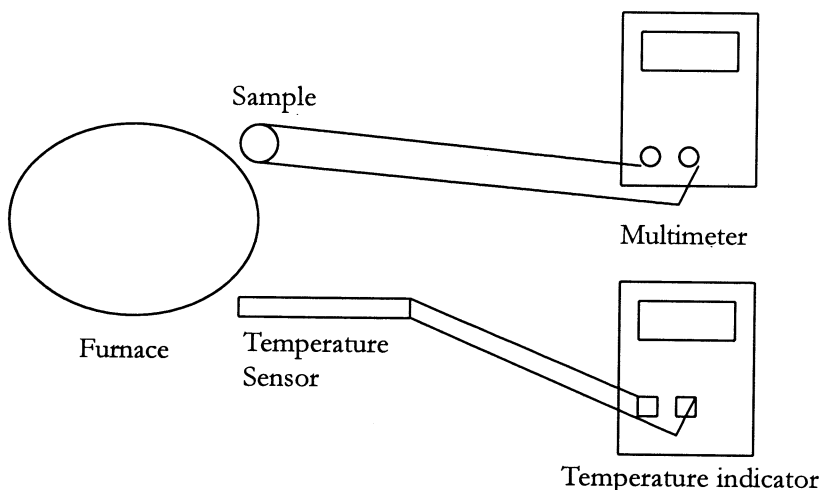 Sample
Multimeter
Furnace
Temperature
Sensor
Temperature indicator